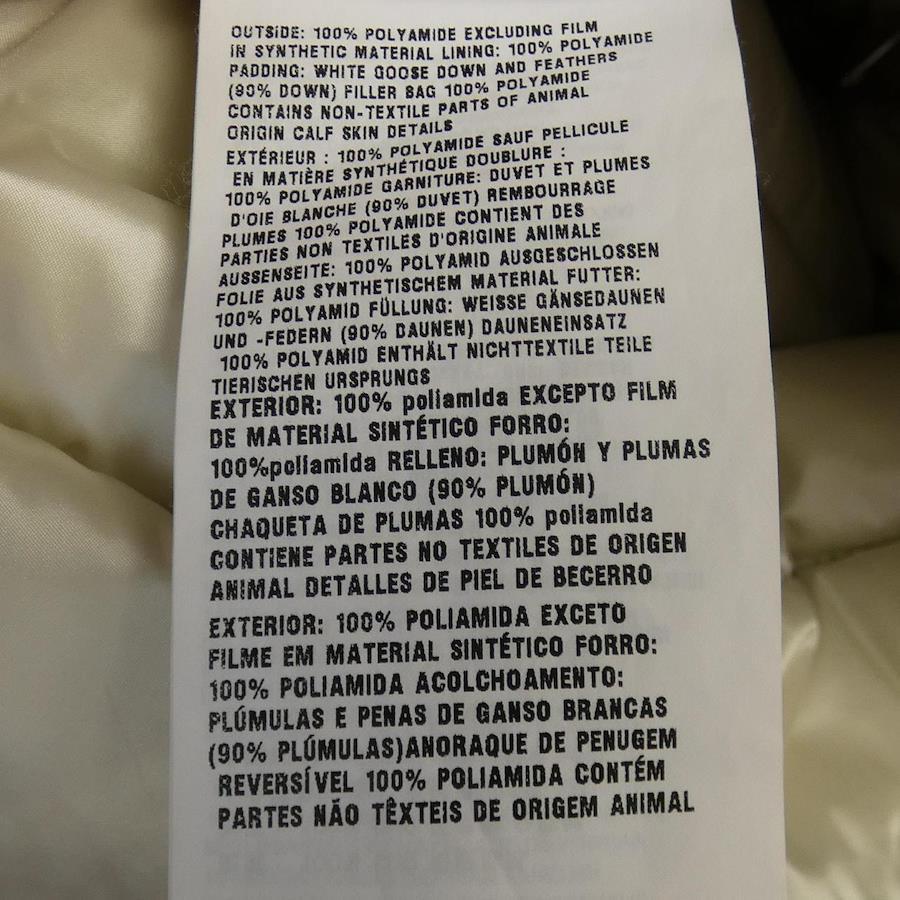 OUTSIDE: 100% POLYAMIDE EXCLUDING FILM
IN SYNTHETIC MATERIAL LINING: 100% POLYAMIDE
PADDING: WHITE GOOSE DOWN AND FEATHERS
(90% DOWN) FILLER BAG 100% POLYAMIDE
CONTAINS NON-TEXTILE PARTS OF ANIMAL
ORIGIN CALF SKIN DETAILS
EXTÉRIEUR : 100% POLYAMIDE SAUF PELLICULE
EN MATIÈRE SYNTHÉTIQUE DOUBLURE :
100% POLYAMIDE GARNITURE: DUVET ET PLUMES
D'OIE BLANCHE (90% DUVET) REMBOURRAGE
PLUMES 100% POLYAMIDE CONTIENT DES
PARTIES NON TEXTILES D'ORIGINE ANIMALE
AUSSENSEITE: 100% POLYAMID AUSGESCHLOSSEN
FOLIE AUS SYNTHETISCHEM MATERIAL FUTTER:
100% POLYAMID FÜLLUNG: WEISSE GÄNSEDAUNEN
UND -FEDERN (90% DAUNEN) DAUNENEINSATZ
100% POLYAMID ENTHÄLT NICHTTEXTILE TEILE
TIERISCHEN URSPRUNGS
EXTERIOR: 100% poliamida EXCEPTO FILM
DE MATERIAL SINTÉTICO FORRO:
100%poliamida RELLENO: PLUMÓN Y PLUMAS
DE GANSO BLANCO (90% PLUMÓN)
CHAQUETA DE PLUMAS 100% poliamida
CONTIENE PARTES NO TEXTILES DE ORIGEN
ANIMAL DETALLES DE PIEL DE BECERRO
EXTERIOR: 100% POLIAMIDA EXCETO
FILME EM MATERIAL SINTÉTICO FORRO:
100% POLIAMIDA ACOLCHOAMENTO:
PLÚMULAS E PENAS DE GANSO BRANCAS
(90% PLÚMULAS)ANORAQUE DE PENUGEM
REVERSÍVEL 100% POLIAMIDA CONTÉM
PARTES NÃO TÊXTEIS DE ORIGEM ANIMAL